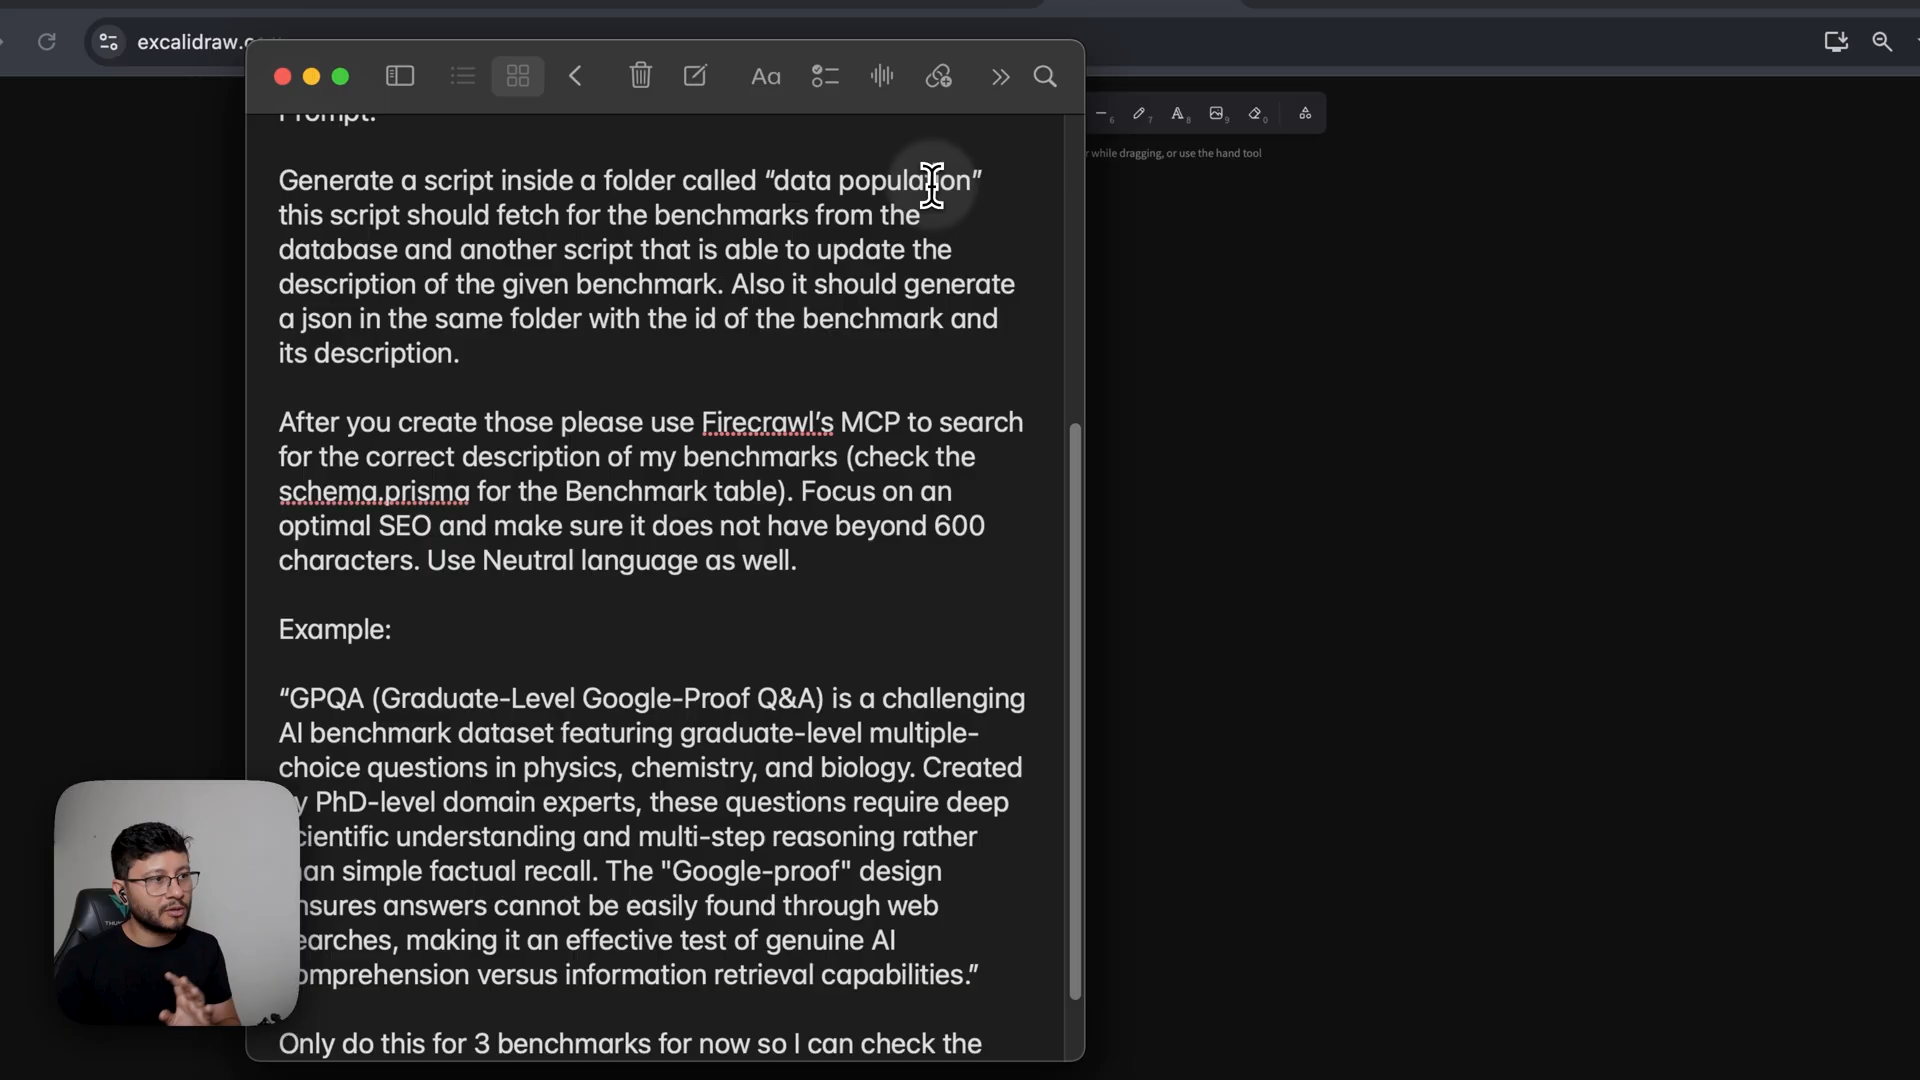 excalidraw.c
Aa
6
7
8
9
0
while dragging, or use the hand tool
Prompt:
Generate a script inside a folder called “data population”
this script should fetch for the benchmarks from the
database and another script that is able to update the
description of the given benchmark. Also it should generate
a json in the same folder with the id of the benchmark and
its description.
After you create those please use Firecrawl’s MCP to search
for the correct description of my benchmarks (check the
schema.prisma for the Benchmark table). Focus on an
optimal SEO and make sure it does not have beyond 600
characters. Use Neutral language as well.
Example:
“GPQA (Graduate-Level Google-Proof Q&A) is a challenging
AI benchmark dataset featuring graduate-level multiple-
choice questions in physics, chemistry, and biology. Created
y PhD-level domain experts, these questions require deep
cientific understanding and multi-step reasoning rather
an simple factual recall. The "Google-proof" design
nsures answers cannot be easily found through web
earches, making it an effective test of genuine AI
omprehension versus information retrieval capabilities.”
Only do this for 3 benchmarks for now so I can check the